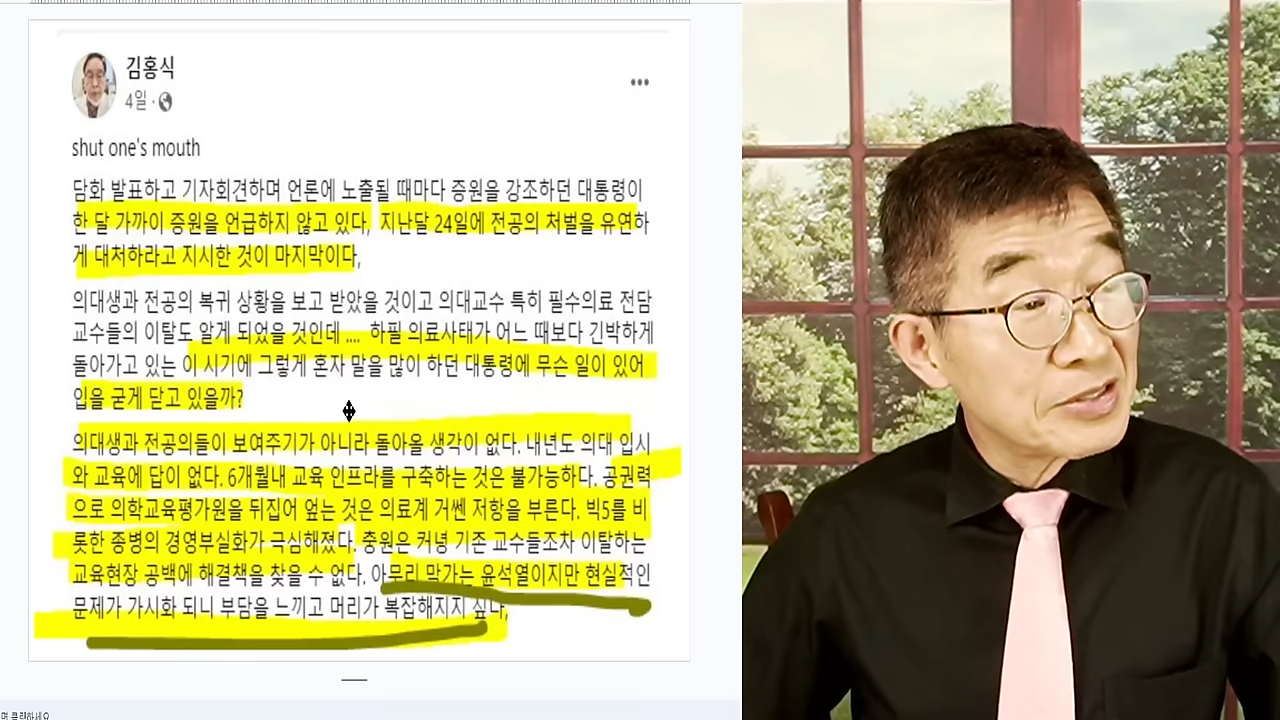 김홍식
4일 ·
shut one's mouth
담화 발표하고 기자회견하며 언론에 노출될 때마다 증원을 강조하던 대통령이
한 달 가까이 증원을 언급하지 않고 있다, 지난달 24일에 전공의 처벌을 유연하
게 대처하라고 지시한 것이 마지막이다,
의대생과 전공의 복귀 상황을 보고 받았을 것이고 의대교수 특히 필수의료 전담
교수들의 이탈도 알게 되었을 것인데 .... 하필 의료사태가 어느 때보다 긴박하게
돌아가고 있는 이 시기에 그렇게 혼자 말을 많이 하던 대통령에 무슨 일이 있어
입을 굳게 닫고 있을까?
의대생과 전공의들이 보여주기가 아니라 돌아올 생각이 없다. 내년도 의대 입시
와 교육에 답이 없다. 6개월내 교육 인프라를 구축하는 것은 불가능하다. 공권력
으로 의학교육평가원을 뒤집어 엎는 것은 의료계 거쎈 저항을 부른다. 빅5를 비
롯한 종병의 경영부실화가 극심해졌다. 충원은 커녕 기존 교수들조차 이탈하는
교육현장 공백에 해결책을 찾을 수 없다. 아무리 막가는 윤석열이지만 현실적인
문제가 가시화 되니 부담을 느끼고 머리가 복잡해지지 싶다,